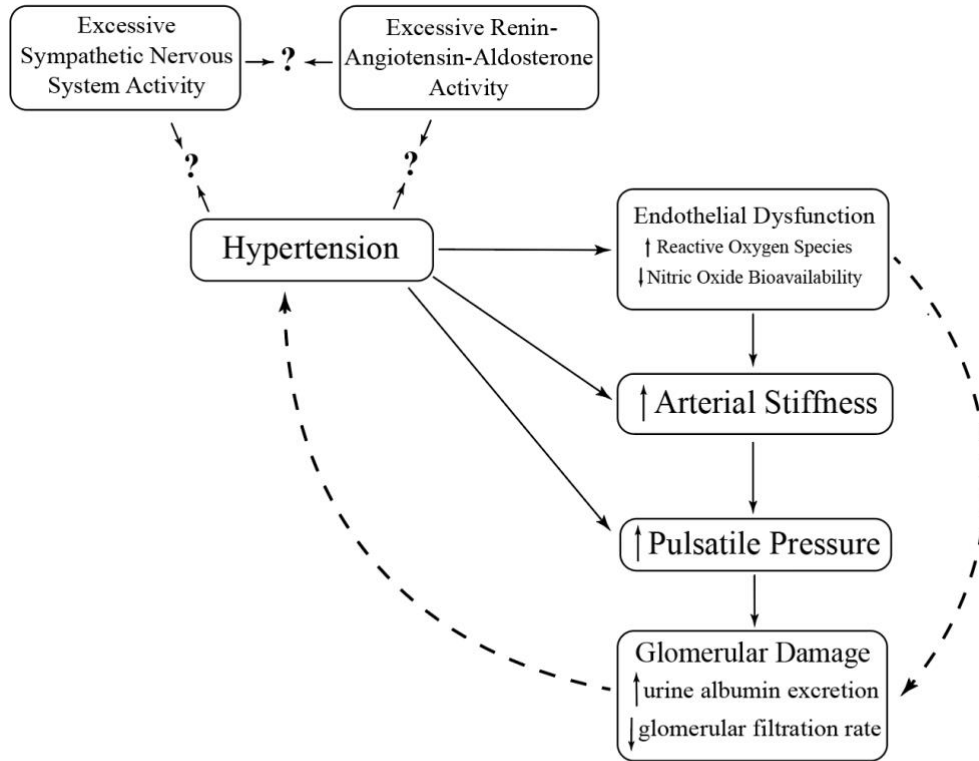 Excessive
Sympathetic Nervous
System Activity
?
Excessive Renin-
Angiotensin-Aldosterone
Activity
?
?
Hypertension
Endothelial Dysfunction
↑ Reactive Oxygen Species
↓ Nitric Oxide Bioavailability
↑ Arterial Stiffness
↑ Pulsatile Pressure
Glomerular Damage
↑ urine albumin excretion
↓ glomerular filtration rate